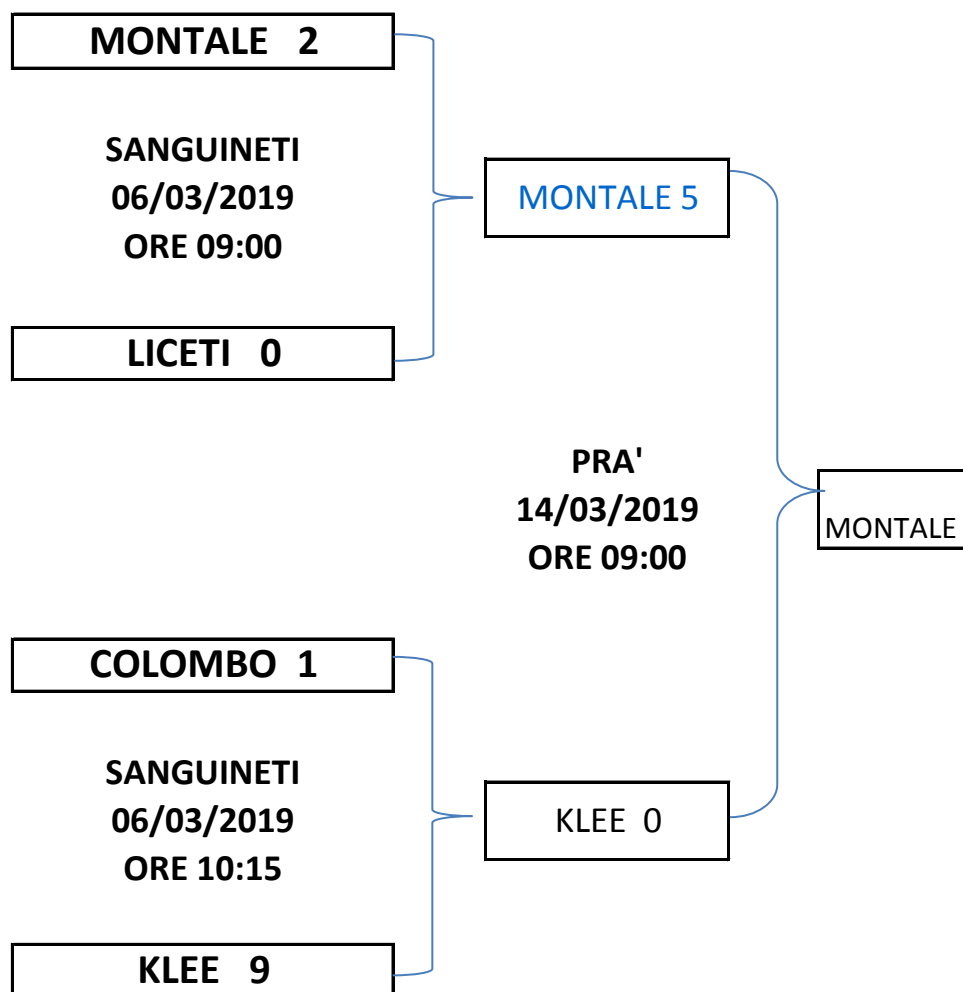 MONTALE 2
SANGUINETI
06/03/2019
ORE 09:00
MONTALE 5
LICETI 0
PRA'
14/03/2019
ORE 09:00
MONTALE
COLOMBO 1
SANGUINETI
06/03/2019
ORE 10:15
KLEE 0
KLEE 9